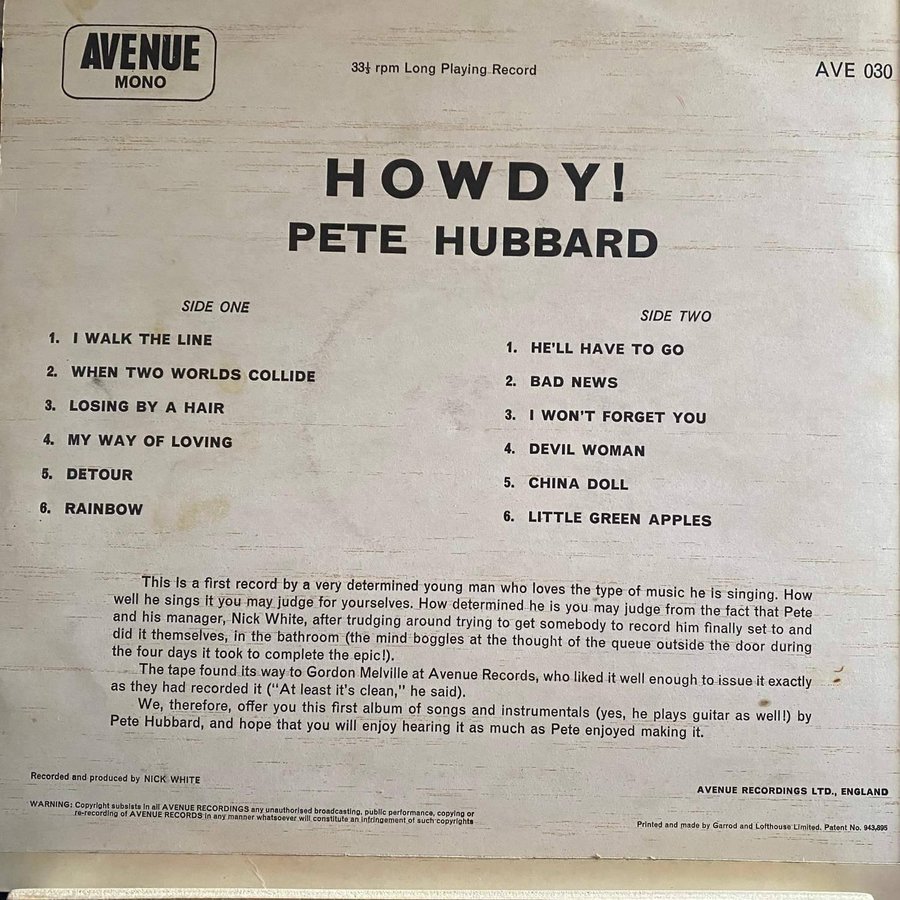 AVENUE
MONO
33⅓ rpm Long Playing Record
AVE 030
HOWDY!
PETE HUBBARD
SIDE ONE
1. I WALK THE LINE
2. WHEN TWO WORLDS COLLIDE
3. LOSING BY A HAIR
4. MY WAY OF LOVING
5. DETOUR
6. RAINBOW
SIDE TWO
1. HE'LL HAVE TO GO
2. BAD NEWS
3. I WON'T FORGET YOU
4. DEVIL WOMAN
5. CHINA DOLL
6. LITTLE GREEN APPLES
This is a first record by a very determined young man who loves the type of music he is singing. How
well he sings it you may judge for yourselves. How determined he is you may judge from the fact that Pete
and his manager, Nick White, after trudging around trying to get somebody to record him finally set to and
did it themselves, in the bathroom (the mind boggles at the thought of the queue outside the door during
the four days it took to complete the epic!).
The tape found its way to Gordon Melville at Avenue Records, who liked it well enough to issue it exactly
as they had recorded it ("At least it's clean," he said).
We, therefore, offer you this first album of songs and instrumentals (yes, he plays guitar as well!) by
Pete Hubbard, and hope that you will enjoy hearing it as much as Pete enjoyed making it.
Recorded and produced by NICK WHITE
WARNING: Copyright subsists in all AVENUE RECORDINGS any unauthorised broadcasting, public performance, copying or
re-recording of AVENUE RECORDS in any manner whatsoever will constitute an infringement of such copyrights
AVENUE RECORDINGS LTD., ENGLAND
Printed and made by Garrod and Lofthouse Limited. Patent No. 943,895